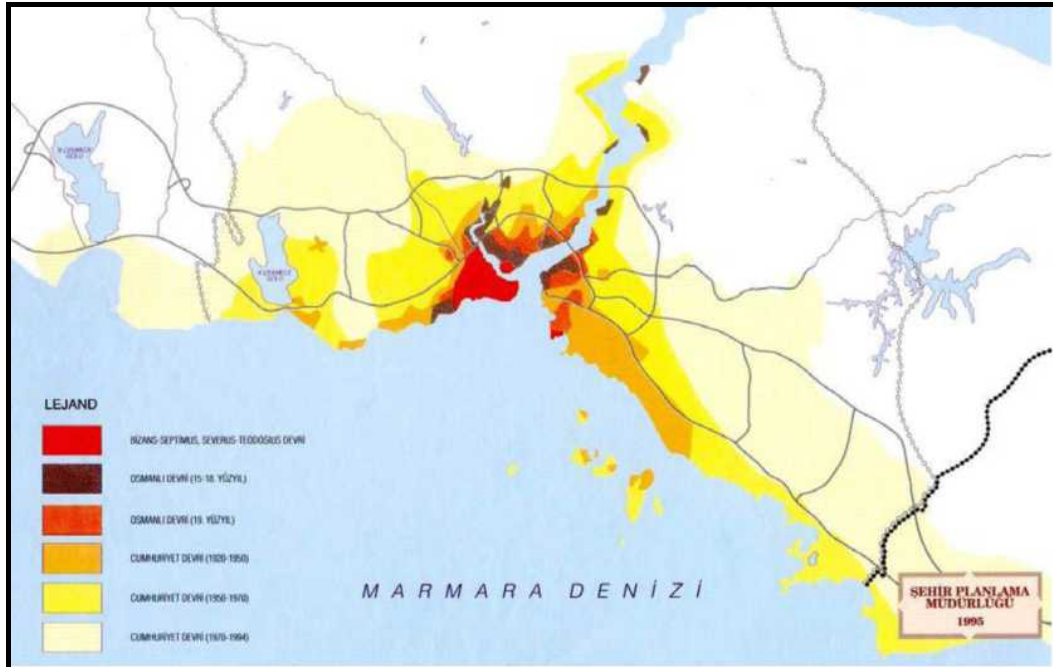 LEJAND
BİZANS-SEPTIMUS, SEVERUS-TEODOSIUS DEVRİ
OSMANLI DEVRİ (15-18. YÜZYIL)
OSMANLI DEVRİ (19. YÜZYIL)
CUMHURİYET DEVRİ (1920-1950)
CUMHURİYET DEVRİ (1950-1970)
CUMHURİYET DEVRİ (1970-1994)
MARMARA DENİZİ
ŞEHİR PLANLAMA
MÜDÜRLÜĞÜ
1995